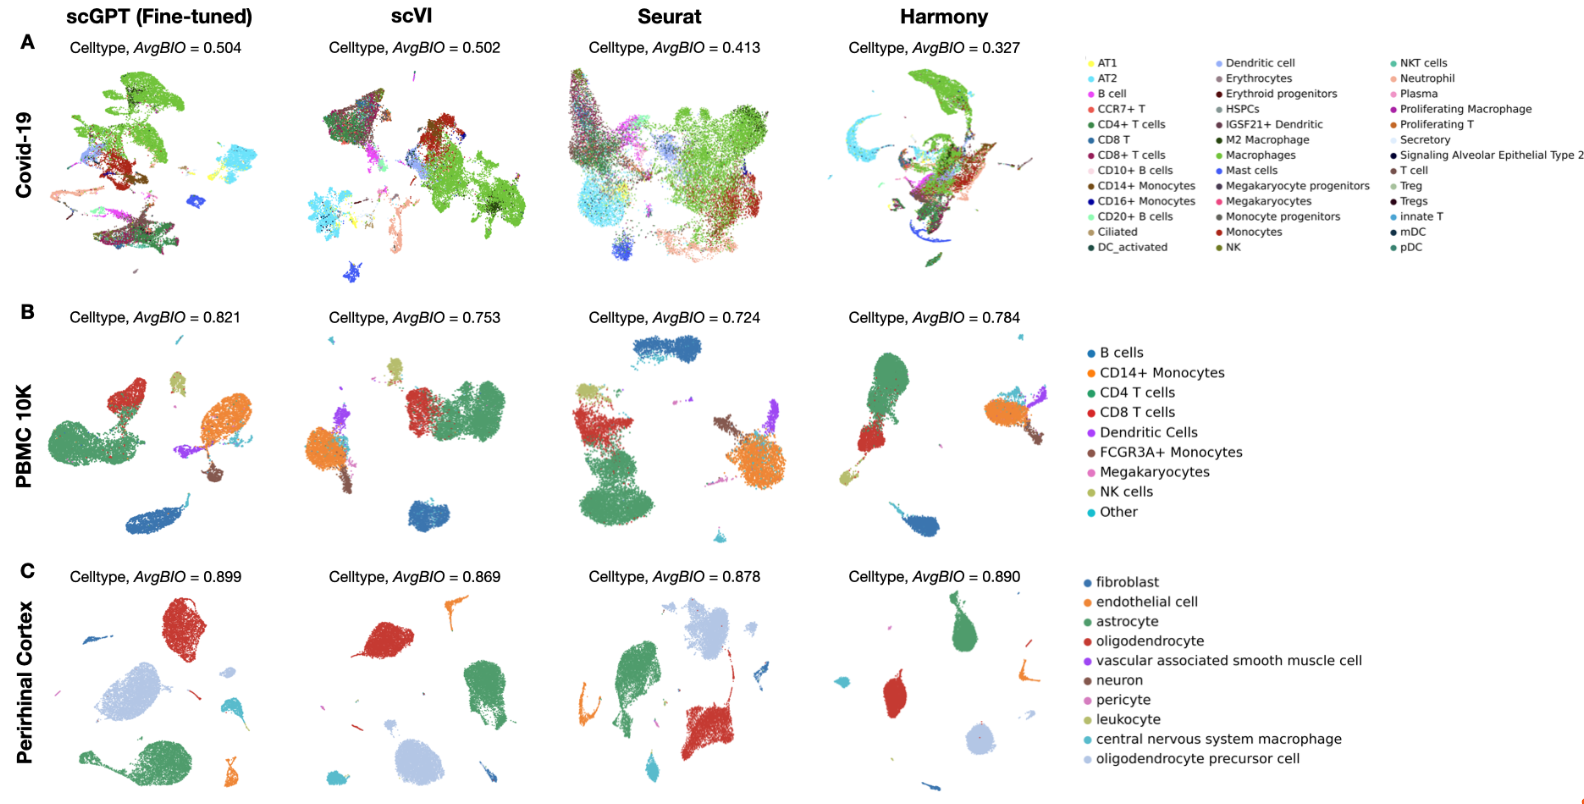 scGPT (Fine-tuned)
scVI
Seurat
Harmony
A
Celltype, AvgBIO = 0.504
Celltype, AvgBIO = 0.502
Celltype, AvgBIO = 0.413
Celltype, AvgBIO = 0.327
Covid-19
AT1
AT2
B cell
CCR7+ T
CD4+ T cells
CD8 T
CD8+ T cells
CD10+ B cells
CD14+ Monocytes
CD16+ Monocytes
CD20+ B cells
Ciliated
DC_activated
Dendritic cell
Erythrocytes
Erythroid progenitors
HSPCs
IGSF21+ Dendritic
M2 Macrophage
Macrophages
Mast cells
Megakaryocyte progenitors
Megakaryocytes
Monocyte progenitors
Monocytes
NK
NKT cells
Neutrophil
Plasma
Proliferating Macrophage
Proliferating T
Secretory
Signaling Alveolar Epithelial Type 2
T cell
Treg
Tregs
innate T
mDC
pDC
B
Celltype, AvgBIO = 0.821
Celltype, AvgBIO = 0.753
Celltype, AvgBIO = 0.724
Celltype, AvgBIO = 0.784
PBMC 10K
B cells
CD14+ Monocytes
CD4 T cells
CD8 T cells
Dendritic Cells
FCGR3A+ Monocytes
Megakaryocytes
NK cells
Other
C
Celltype, AvgBIO = 0.899
Celltype, AvgBIO = 0.869
Celltype, AvgBIO = 0.878
Celltype, AvgBIO = 0.890
Perirhinal Cortex
fibroblast
endothelial cell
astrocyte
oligodendrocyte
vascular associated smooth muscle cell
neuron
pericyte
leukocyte
central nervous system macrophage
oligodendrocyte precursor cell